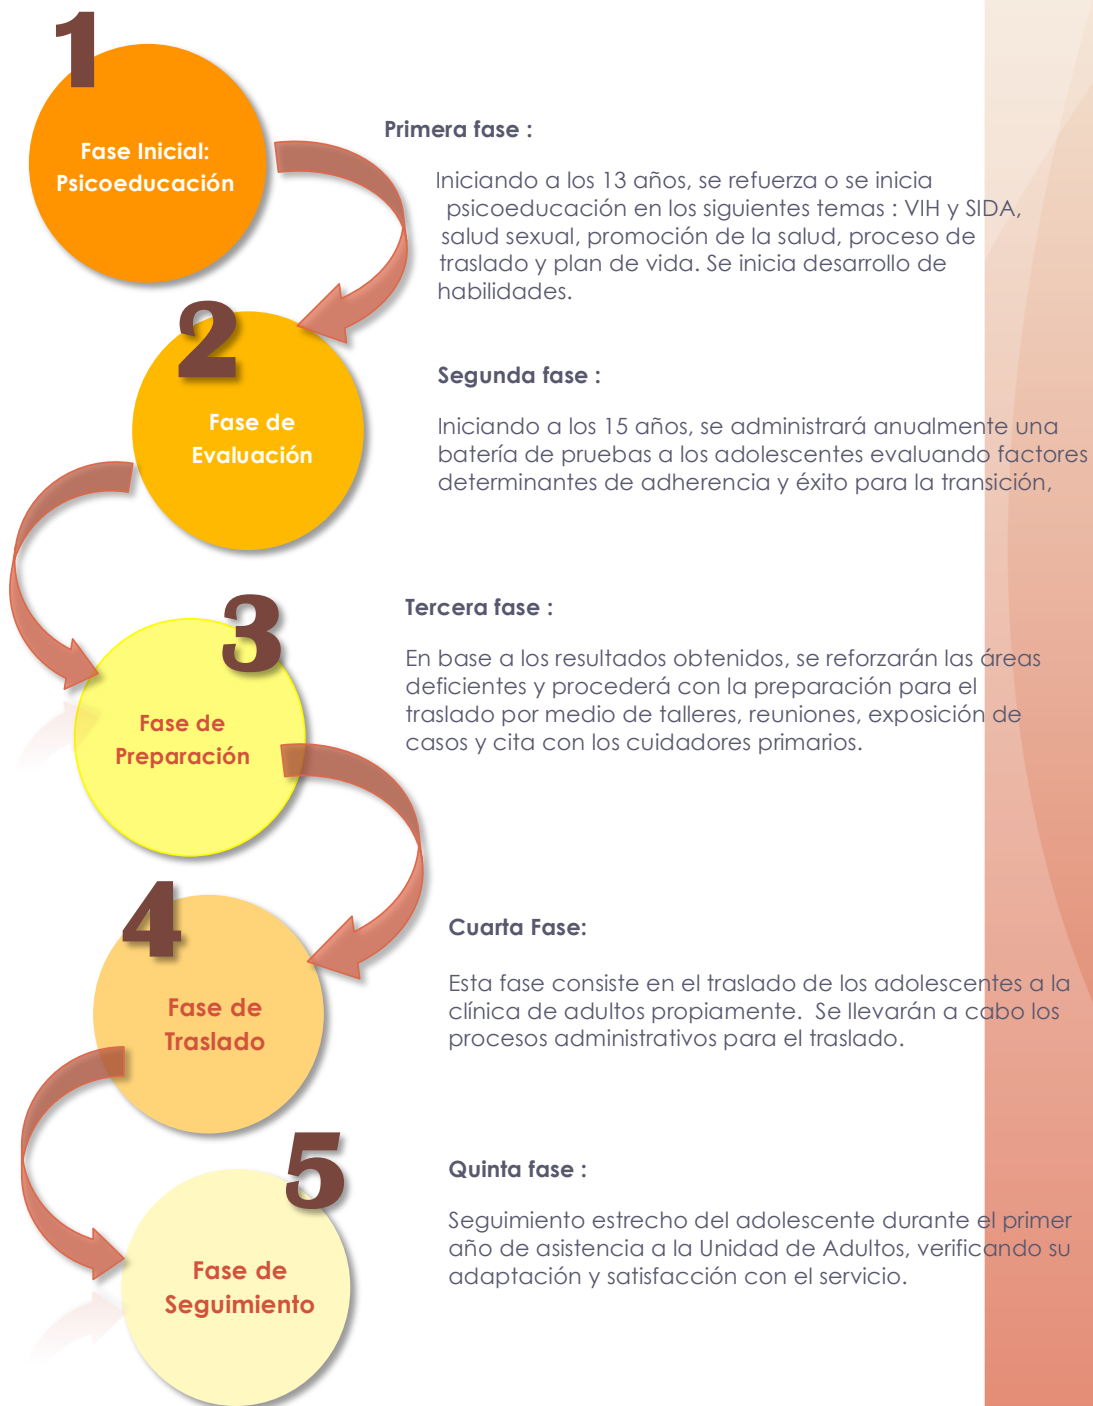 1
Fase Inicial:
Psicoeducación
Primera fase :
Iniciando a los 13 años, se refuerza o se inicia
psicoeducación en los siguientes temas : VIH y SIDA,
salud sexual, promoción de la salud, proceso de
traslado y plan de vida. Se inicia desarrollo de
habilidades.
2
Fase de
Evaluación
Segunda fase :
Iniciando a los 15 años, se administrará anualmente una
batería de pruebas a los adolescentes evaluando factores
determinantes de adherencia y éxito para la transición,
3
Fase de
Preparación
Tercera fase :
En base a los resultados obtenidos, se reforzarán las áreas
deficientes y procederá con la preparación para el
traslado por medio de talleres, reuniones, exposición de
casos y cita con los cuidadores primarios.
4
Fase de
Traslado
Cuarta Fase:
Esta fase consiste en el traslado de los adolescentes a la
clínica de adultos propiamente.  Se llevarán a cabo los
procesos administrativos para el traslado.
5
Fase de
Seguimiento
Quinta fase :
Seguimiento estrecho del adolescente durante el primer
año de asistencia a la Unidad de Adultos, verificando su
adaptación y satisfacción con el servicio.